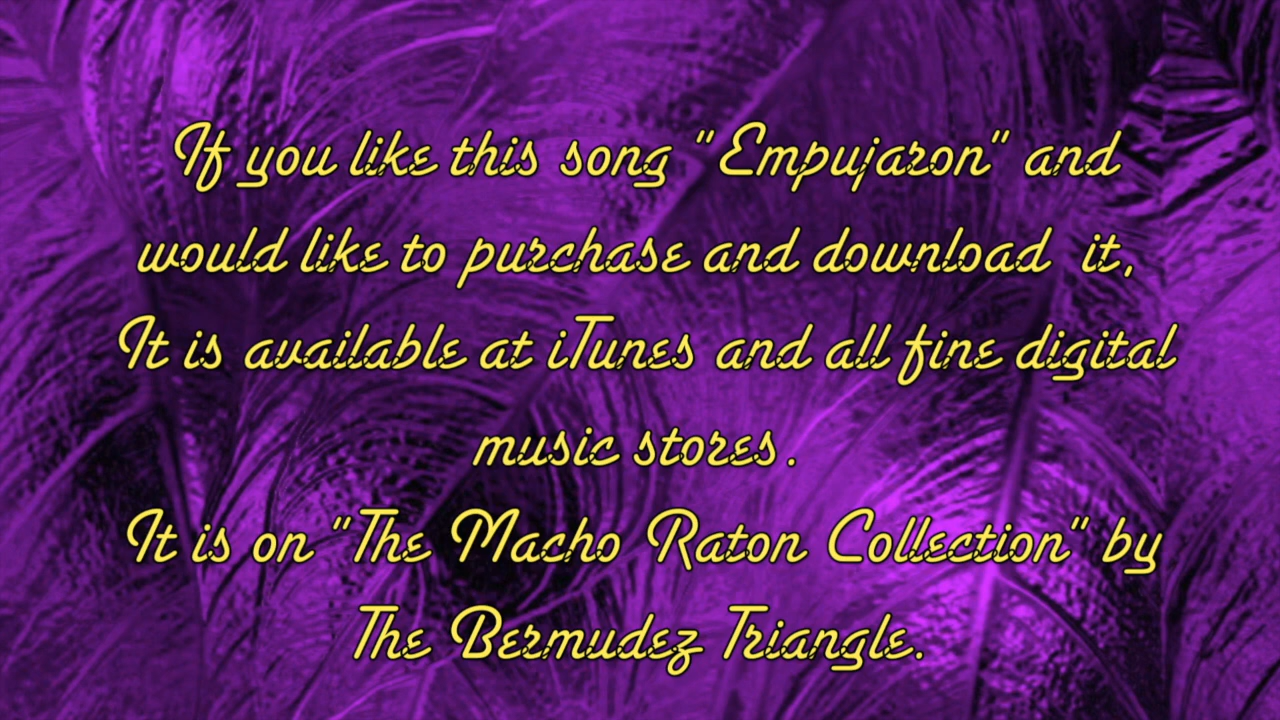 If you like this song "Empujaron" and
would like to purchase and download it,
It is available at iTunes and all fine digital
music stores.
It is on "The Macho Raton Collection" by
The Bermudez Triangle.